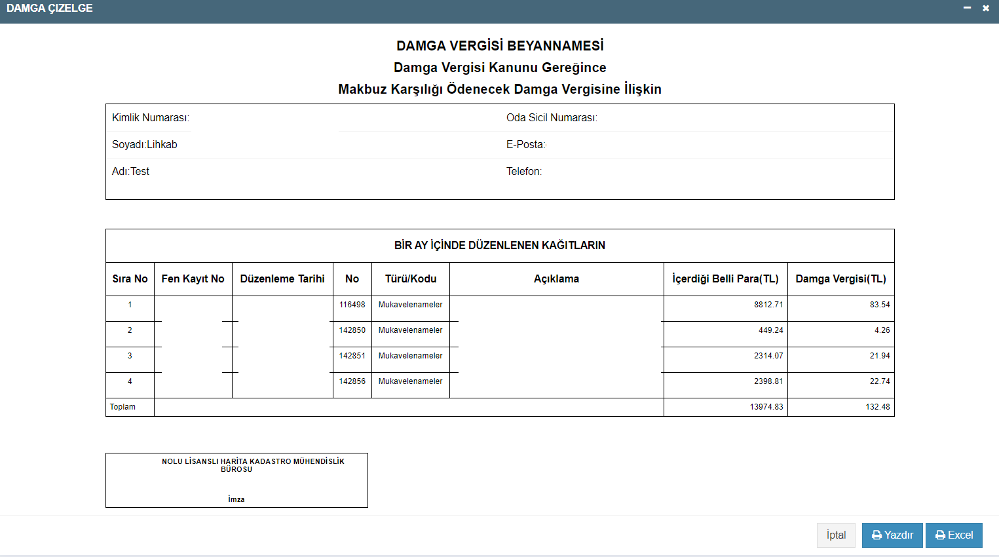 DAMGA ÇIZELGE
DAMGA VERGİSİ BEYANNAMESİ
Damga Vergisi Kanunu Gereğince
Makbuz Karşılığı Ödenecek Damga Vergisine İlişkin
Kimlik Numarası: Oda Sicil Numarası:
Soyadı:Lihkab E-Posta:
Adı:Test Telefon:
BİR AY İÇİNDE DÜZENLENEN KAĞITLARIN
Sıra No Fen Kayıt No Düzenleme Tarihi No Türü/Kodu Açıklama İçerdiği Belli Para(TL) Damga Vergisi(TL)
1 116498 Mukavelenameler 8812.71 83.54
2 142850 Mukavelenameler 449.24 4.26
3 142851 Mukavelenameler 2314.07 21.94
4 142856 Mukavelenameler 2398.81 22.74
Toplam 13974.83 132.48
NOLU LİSANSLI HARİTA KADASTRO MÜHENDİSLİK
BÜROSU
İmza
İptal Yazdır Excel